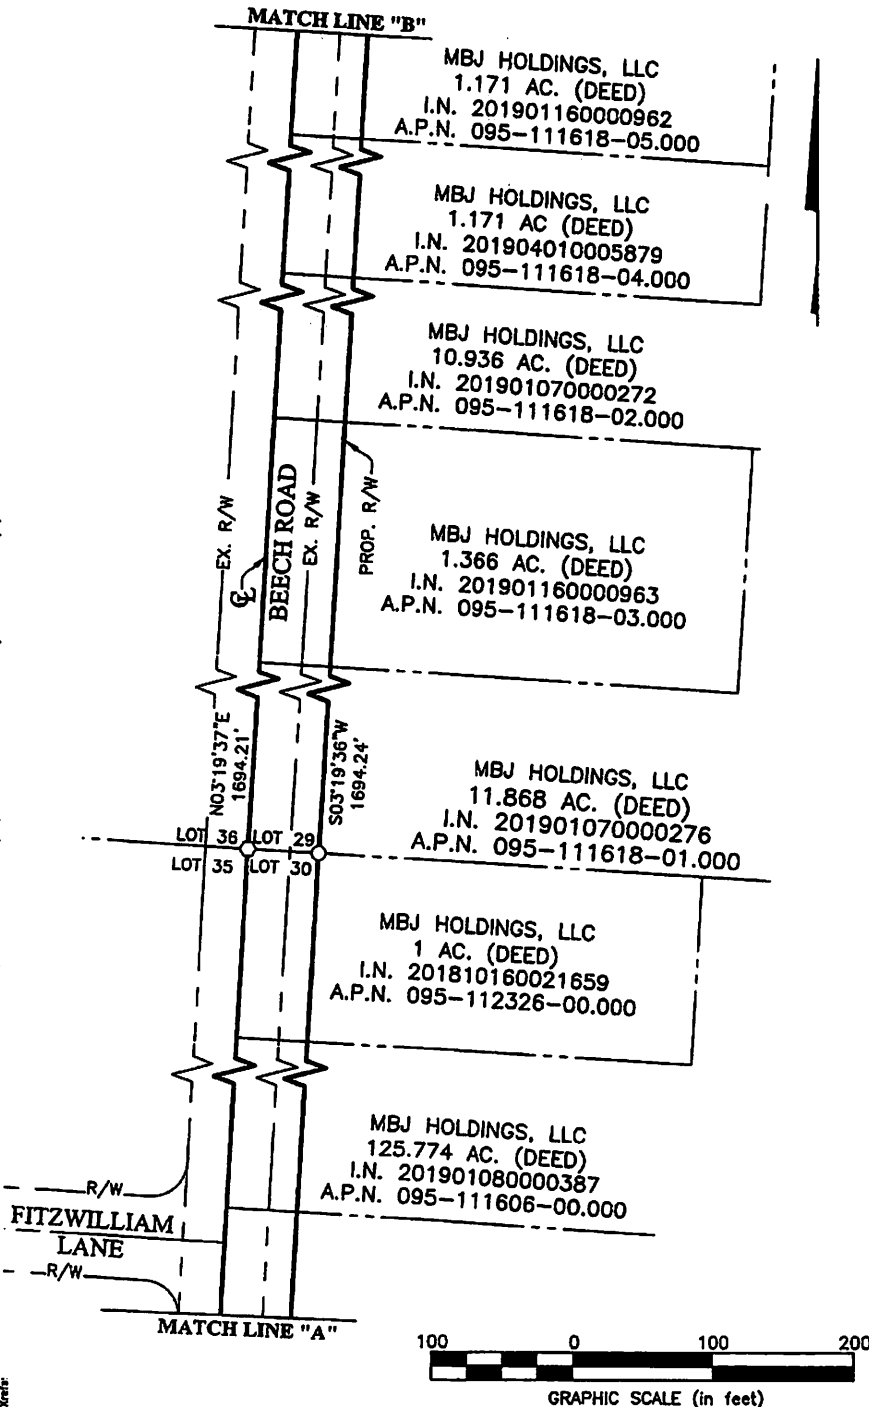 MATCH LINE "B"
MBJ HOLDINGS, LLC
1.171 AC. (DEED)
I.N. 201901160000962
A.P.N. 095-111618-05.000
MBJ HOLDINGS, LLC
1.171 AC (DEED)
I.N. 201904010005879
A.P.N. 095-111618-04.000
MBJ HOLDINGS, LLC
10.936 AC. (DEED)
I.N. 201901070000272
A.P.N. 095-111618-02.000
EX. R/W
℄
BEECH ROAD
EX. R/W
PROP. R/W
MBJ HOLDINGS, LLC
1.366 AC. (DEED)
I.N. 201901160000963
A.P.N. 095-111618-03.000
N03°19'37"E
1694.21'
S03°19'36"W
1694.24'
MBJ HOLDINGS, LLC
11.868 AC. (DEED)
I.N. 201901070000276
A.P.N. 095-111618-01.000
LOT 36
LOT 29
LOT 35
LOT 30
MBJ HOLDINGS, LLC
1 AC. (DEED)
I.N. 201810160021659
A.P.N. 095-112326-00.000
MBJ HOLDINGS, LLC
125.774 AC. (DEED)
I.N. 201901080000387
A.P.N. 095-111606-00.000
R/W
FITZWILLIAM
LANE
R/W
MATCH LINE "A"
100 0 100 200
GRAPHIC SCALE (in feet)